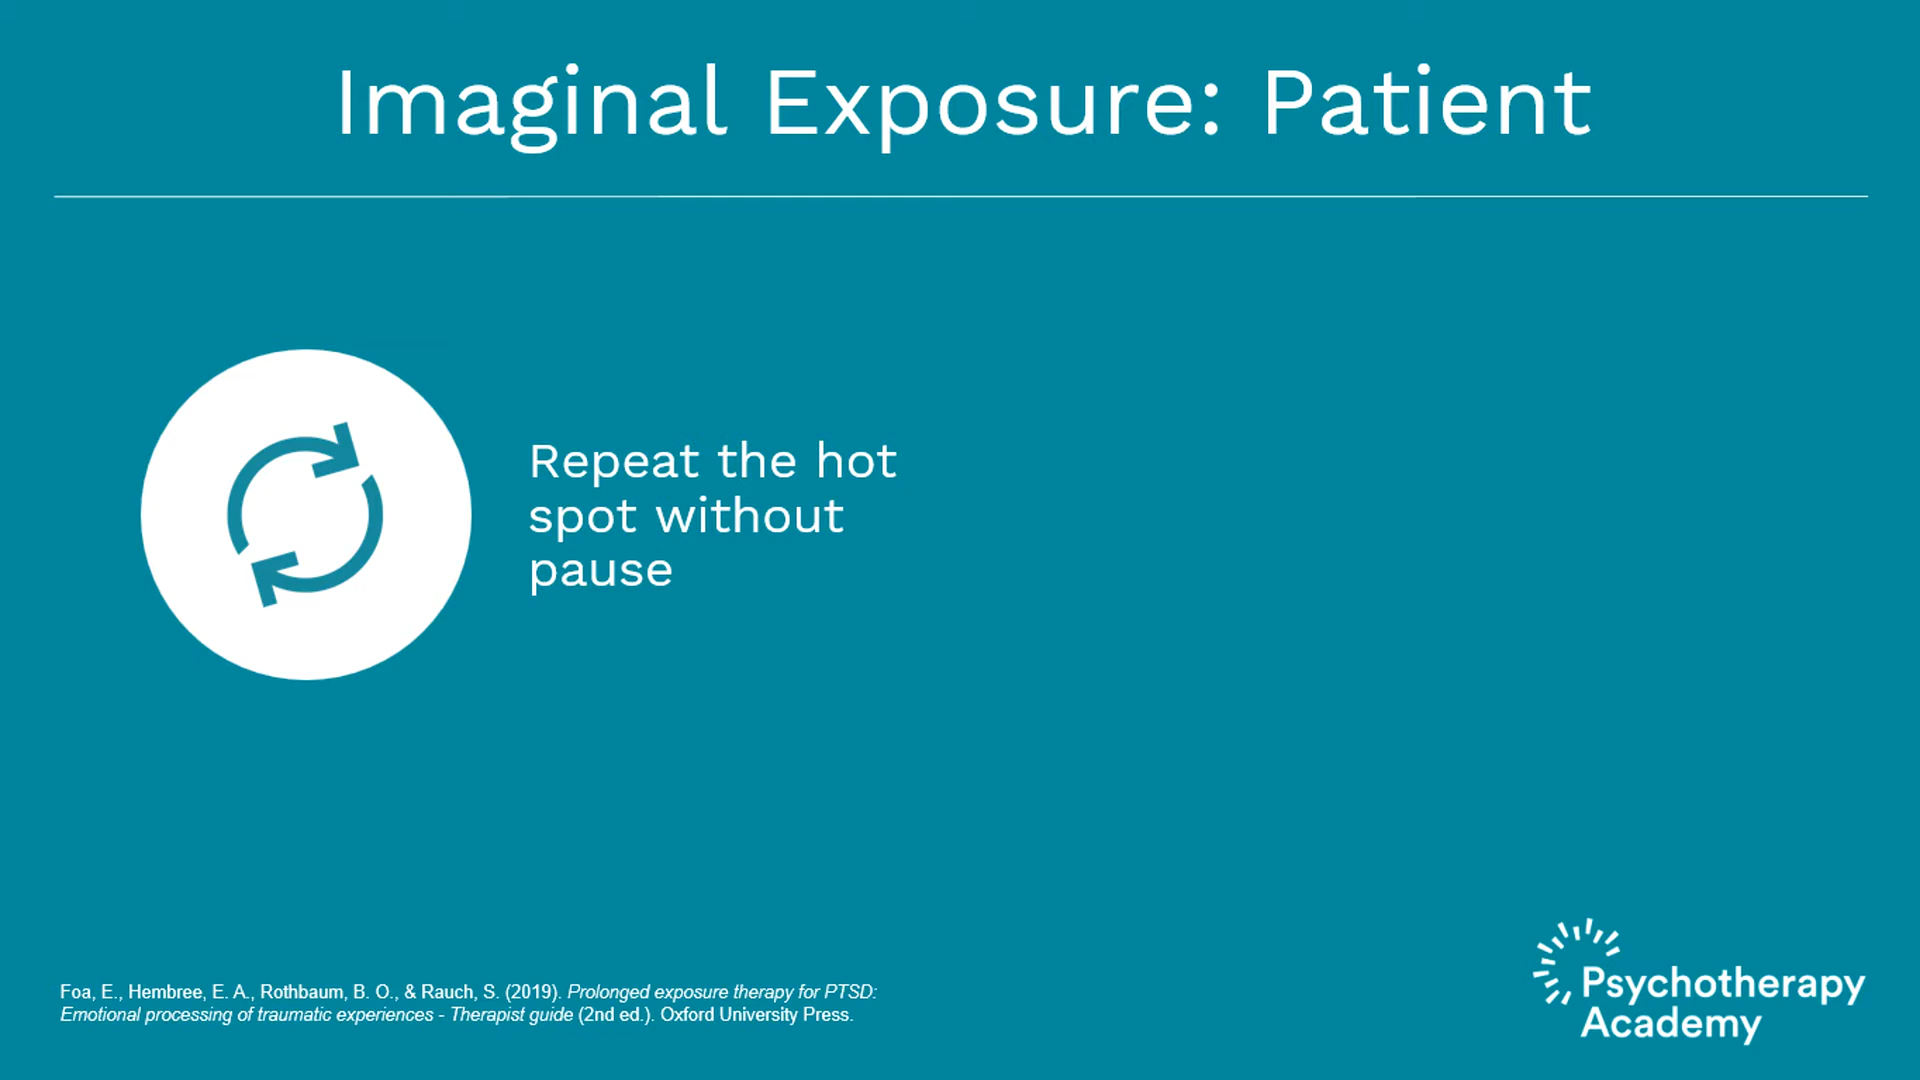 Imaginal Exposure: Patient
Repeat the hot
spot without
pause
Foa, E., Hembree, E. A., Rothbaum, B. O., & Rauch, S. (2019). Prolonged exposure therapy for PTSD:
Emotional processing of traumatic experiences - Therapist guide (2nd ed.). Oxford University Press.
Psychotherapy
Academy